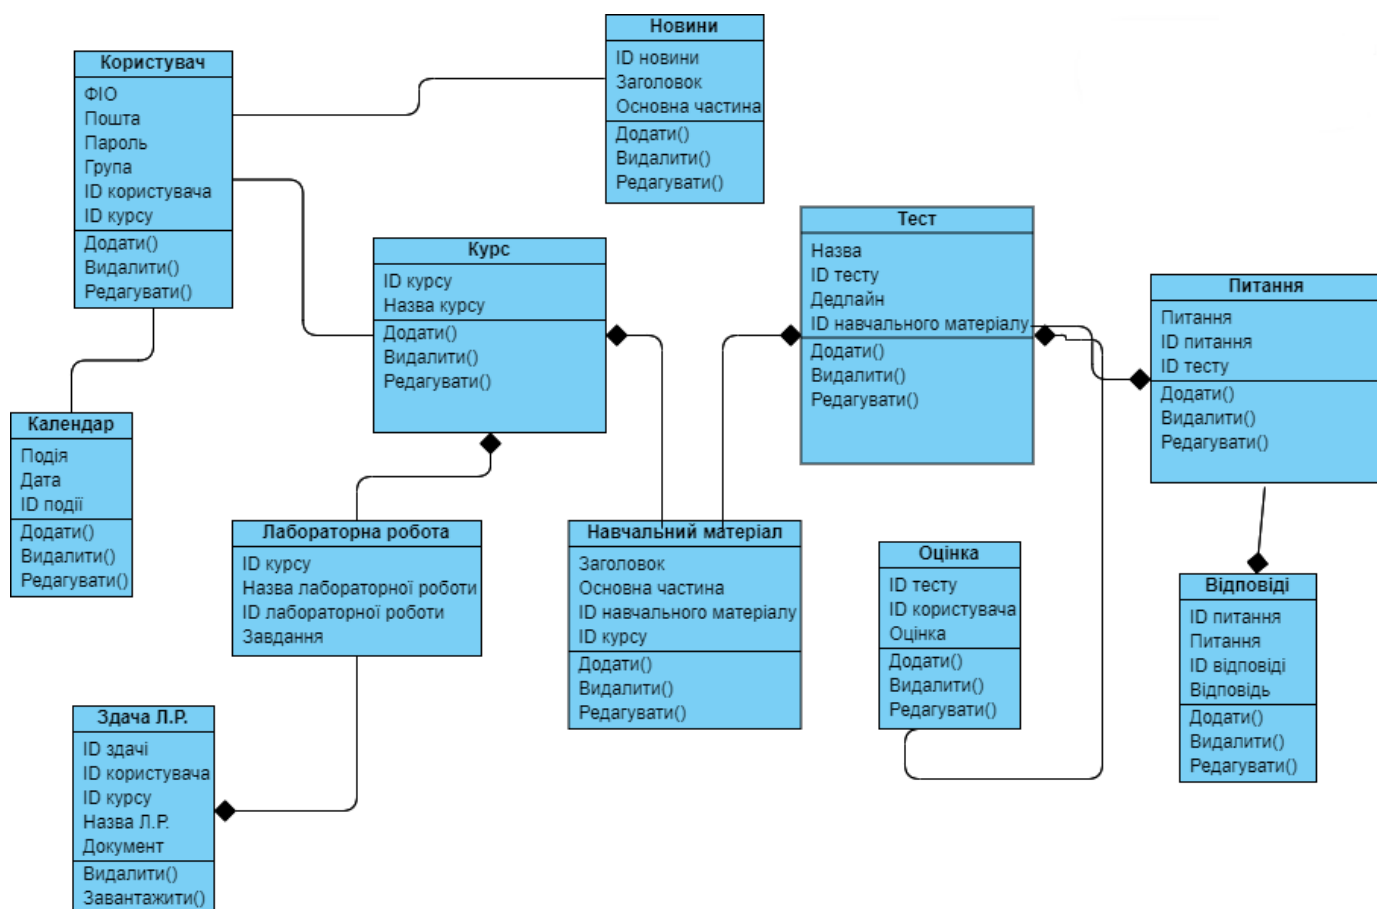 Новини
ID новини
Заголовок
Основна частина
Додати()
Видалити()
Редагувати()
Користувач
ФІО
Пошта
Пароль
Група
ID користувача
ID курсу
Додати()
Видалити()
Редагувати()
Курс
ID курсу
Назва курсу
Додати()
Видалити()
Редагувати()
Тест
Назва
ID тесту
Дедлайн
ID навчального матеріалу
Додати()
Видалити()
Редагувати()
Питання
Питання
ID питання
ID тесту
Додати()
Видалити()
Редагувати()
Календар
Подія
Дата
ID події
Додати()
Видалити()
Редагувати()
Лабораторна робота
ID курсу
Назва лабораторної роботи
ID лабораторної роботи
Завдання
Навчальний матеріал
Заголовок
Основна частина
ID навчального матеріалу
ID курсу
Додати()
Видалити()
Редагувати()
Оцінка
ID тесту
ID користувача
Оцінка
Додати()
Видалити()
Редагувати()
Відповіді
ID питання
Питання
ID відповіді
Відповідь
Додати()
Видалити()
Редагувати()
Здача Л.Р.
ID здачі
ID користувача
ID курсу
Назва Л.Р.
Документ
Видалити()
Завантажити()